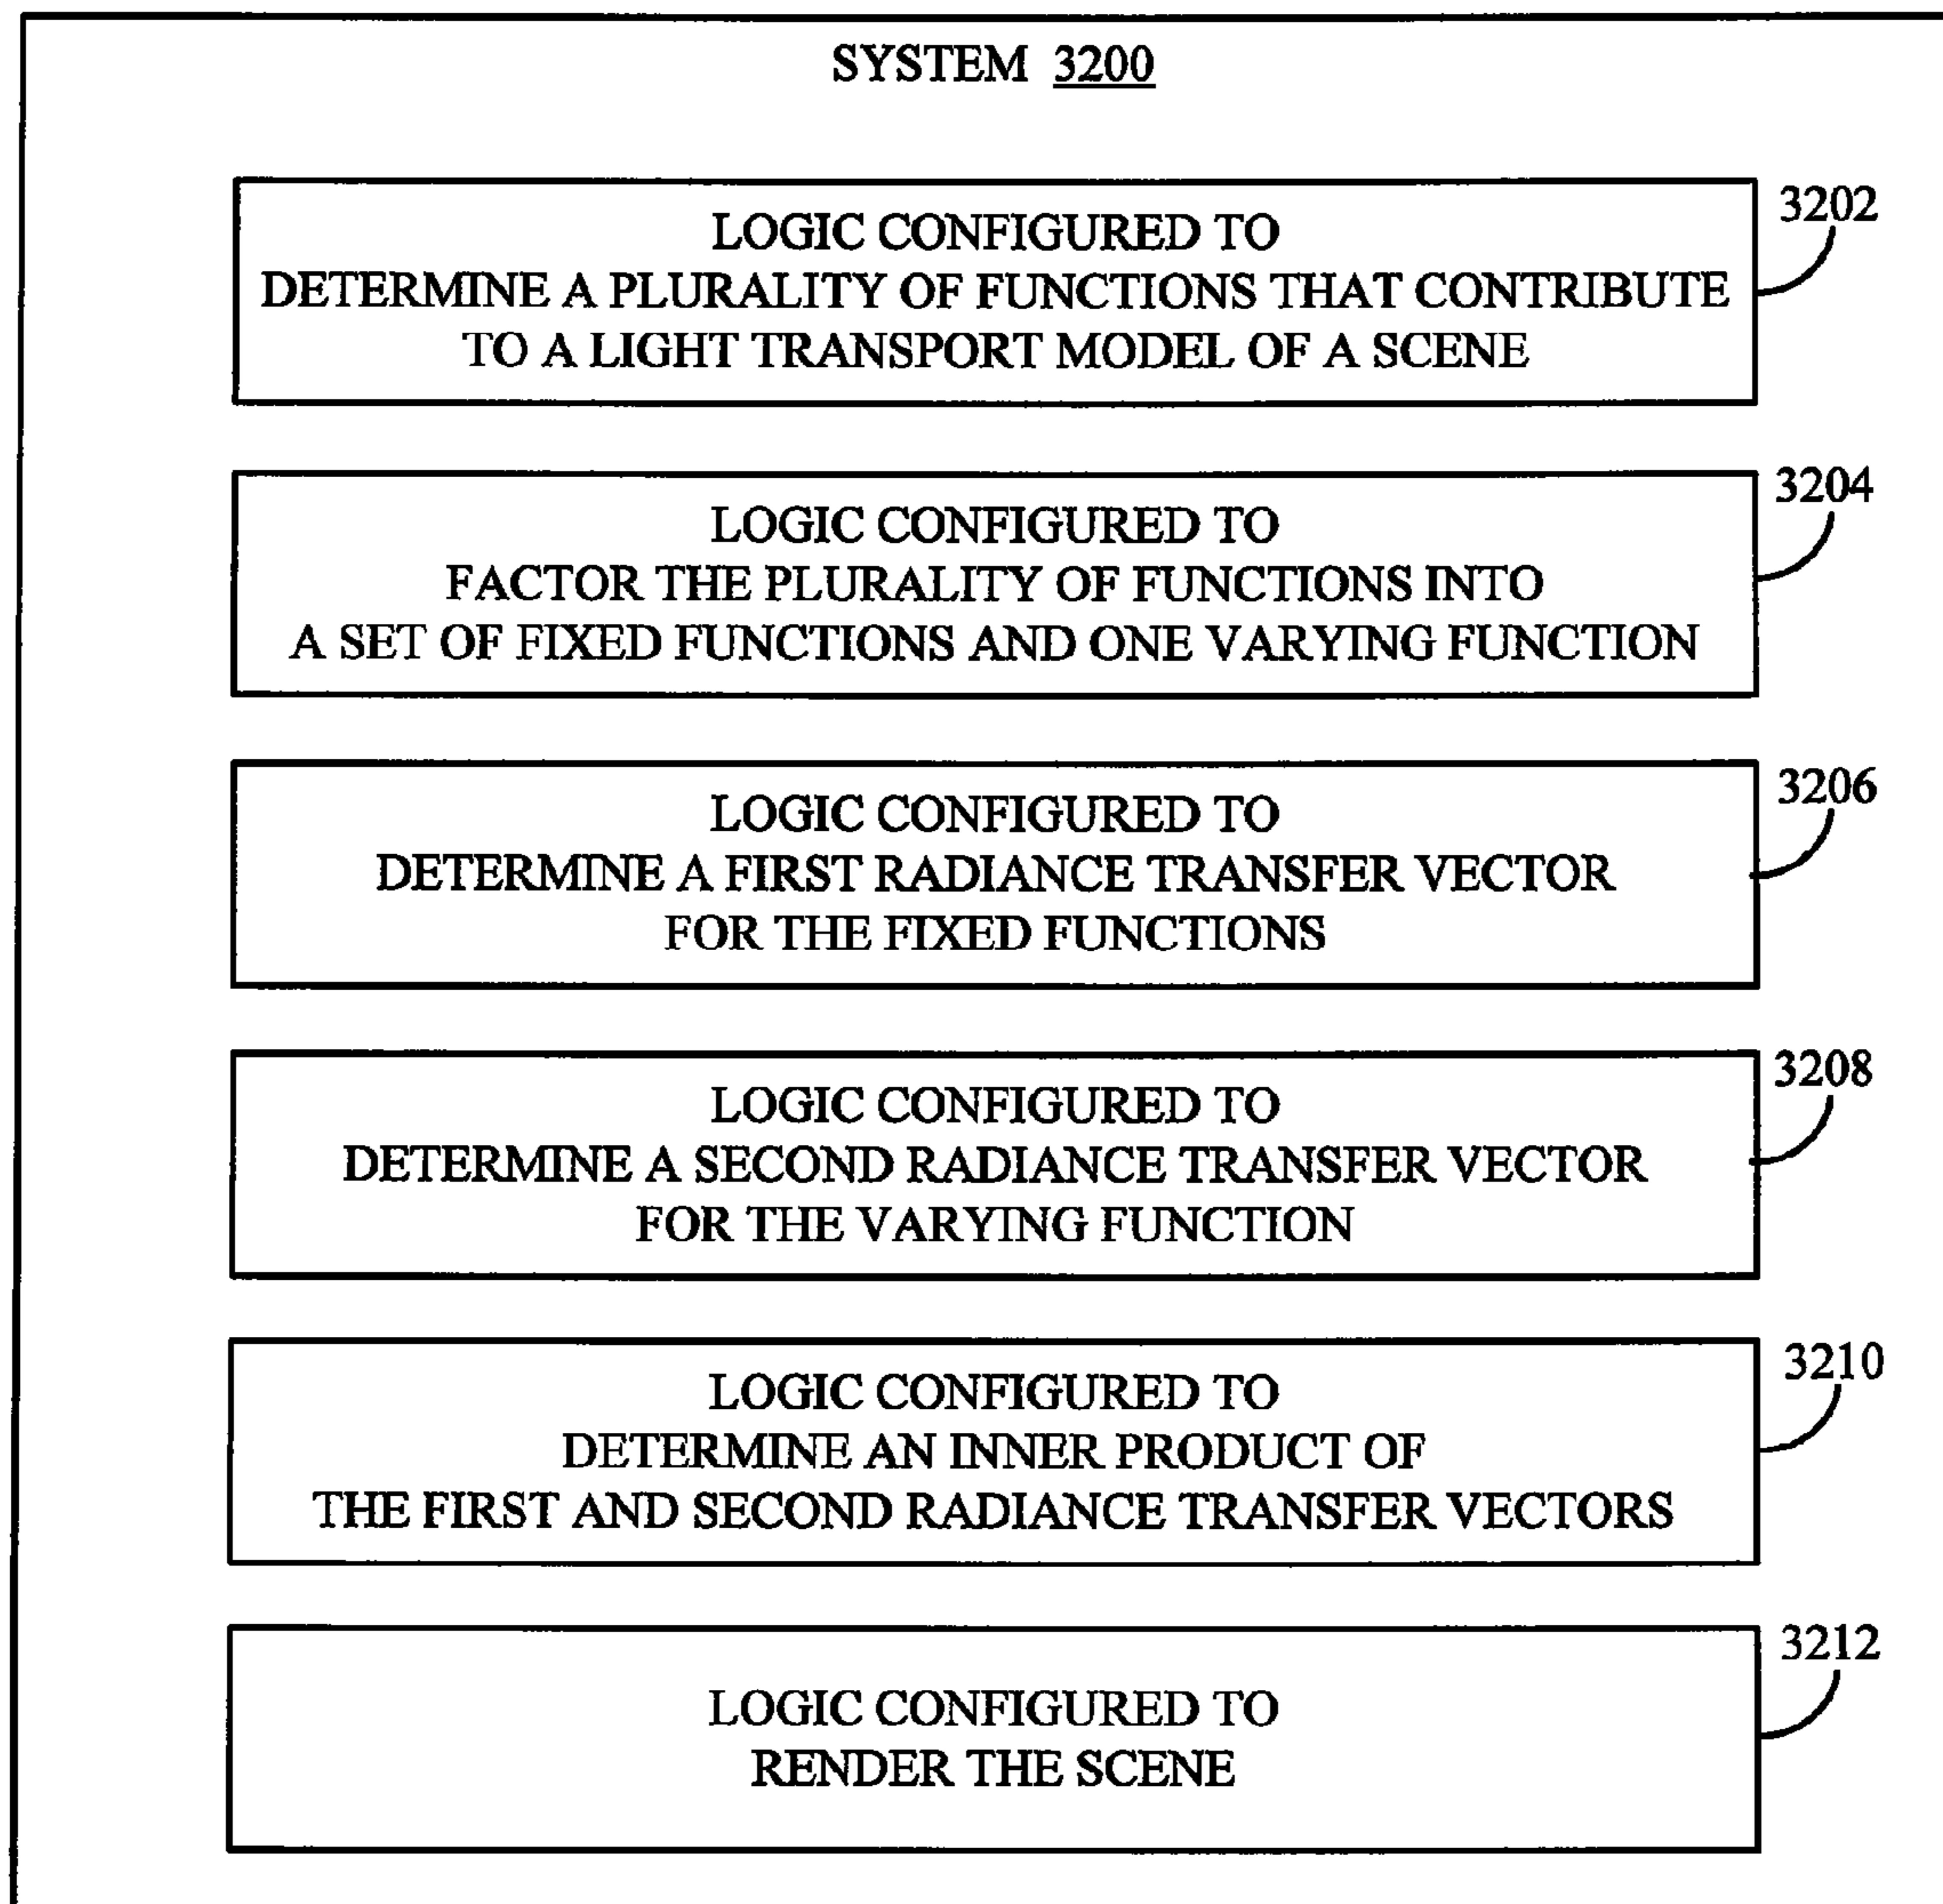 SYSTEM 3200
3202
LOGIC CONFIGURED TO
DETERMINE A PLURALITY OF FUNCTIONS THAT CONTRIBUTE
TO A LIGHT TRANSPORT MODEL OF A SCENE
3204
LOGIC CONFIGURED TO
FACTOR THE PLURALITY OF FUNCTIONS INTO
A SET OF FIXED FUNCTIONS AND ONE VARYING FUNCTION
3206
LOGIC CONFIGURED TO
DETERMINE A FIRST RADIANCE TRANSFER VECTOR
FOR THE FIXED FUNCTIONS
3208
LOGIC CONFIGURED TO
DETERMINE A SECOND RADIANCE TRANSFER VECTOR
FOR THE VARYING FUNCTION
3210
LOGIC CONFIGURED TO
DETERMINE AN INNER PRODUCT OF
THE FIRST AND SECOND RADIANCE TRANSFER VECTORS
3212
LOGIC CONFIGURED TO
RENDER THE SCENE